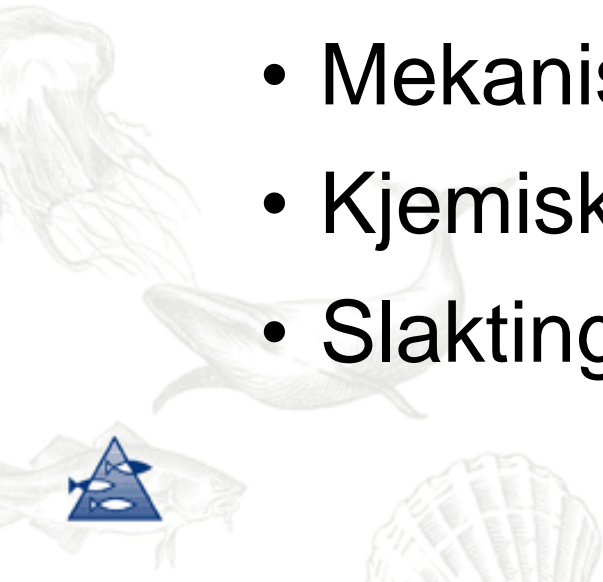 • Mekanis
• Kjemisk
• Slakting